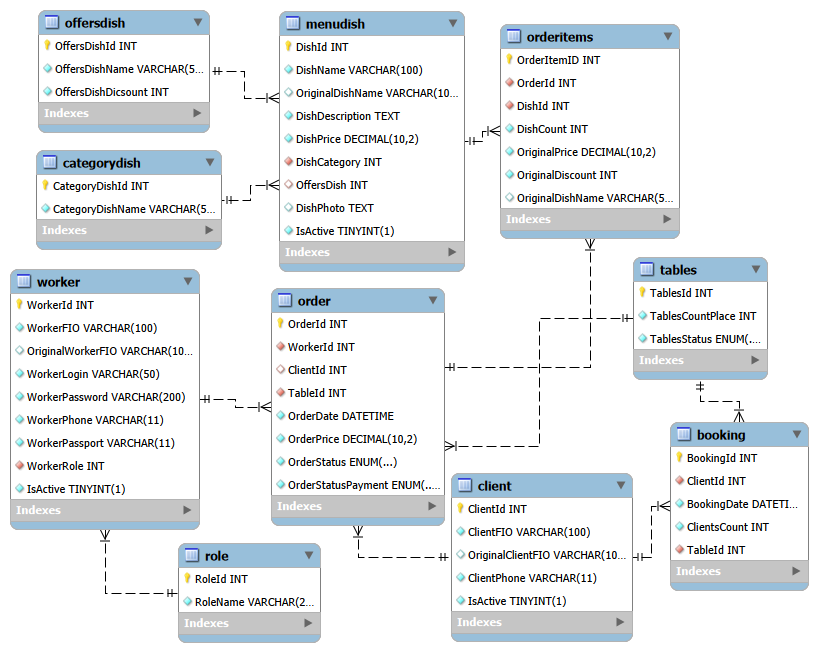 offersdish
OffersDishId INT
OffersDishName VARCHAR(5...
OffersDishDicsount INT
Indexes
menudish
DishId INT
DishName VARCHAR(100)
OriginalDishName VARCHAR(10...
DishDescription TEXT
DishPrice DECIMAL(10,2)
DishCategory INT
OffersDish INT
DishPhoto TEXT
IsActive TINYINT(1)
Indexes
orderitems
OrderItemID INT
OrderId INT
DishId INT
DishCount INT
OriginalPrice DECIMAL(10,2)
OriginalDiscount INT
OriginalDishName VARCHAR(5...
Indexes
categorydish
CategoryDishId INT
CategoryDishName VARCHAR(5...
Indexes
worker
WorkerId INT
WorkerFIO VARCHAR(100)
OriginalWorkerFIO VARCHAR(10...
WorkerLogin VARCHAR(50)
WorkerPassword VARCHAR(200)
WorkerPhone VARCHAR(11)
WorkerPassport VARCHAR(11)
WorkerRole INT
IsActive TINYINT(1)
Indexes
order
OrderId INT
WorkerId INT
ClientId INT
TableId INT
OrderDate DATETIME
OrderPrice DECIMAL(10,2)
OrderStatus ENUM(...)
OrderStatusPayment ENUM(...
Indexes
tables
TablesId INT
TablesCountPlace INT
TablesStatus ENUM(...
Indexes
booking
BookingId INT
ClientId INT
BookingDate DATETI...
ClientsCount INT
TableId INT
Indexes
client
ClientId INT
ClientFIO VARCHAR(100)
OriginalClientFIO VARCHAR(10...
ClientPhone VARCHAR(11)
IsActive TINYINT(1)
Indexes
role
RoleId INT
RoleName VARCHAR(2...
Indexes